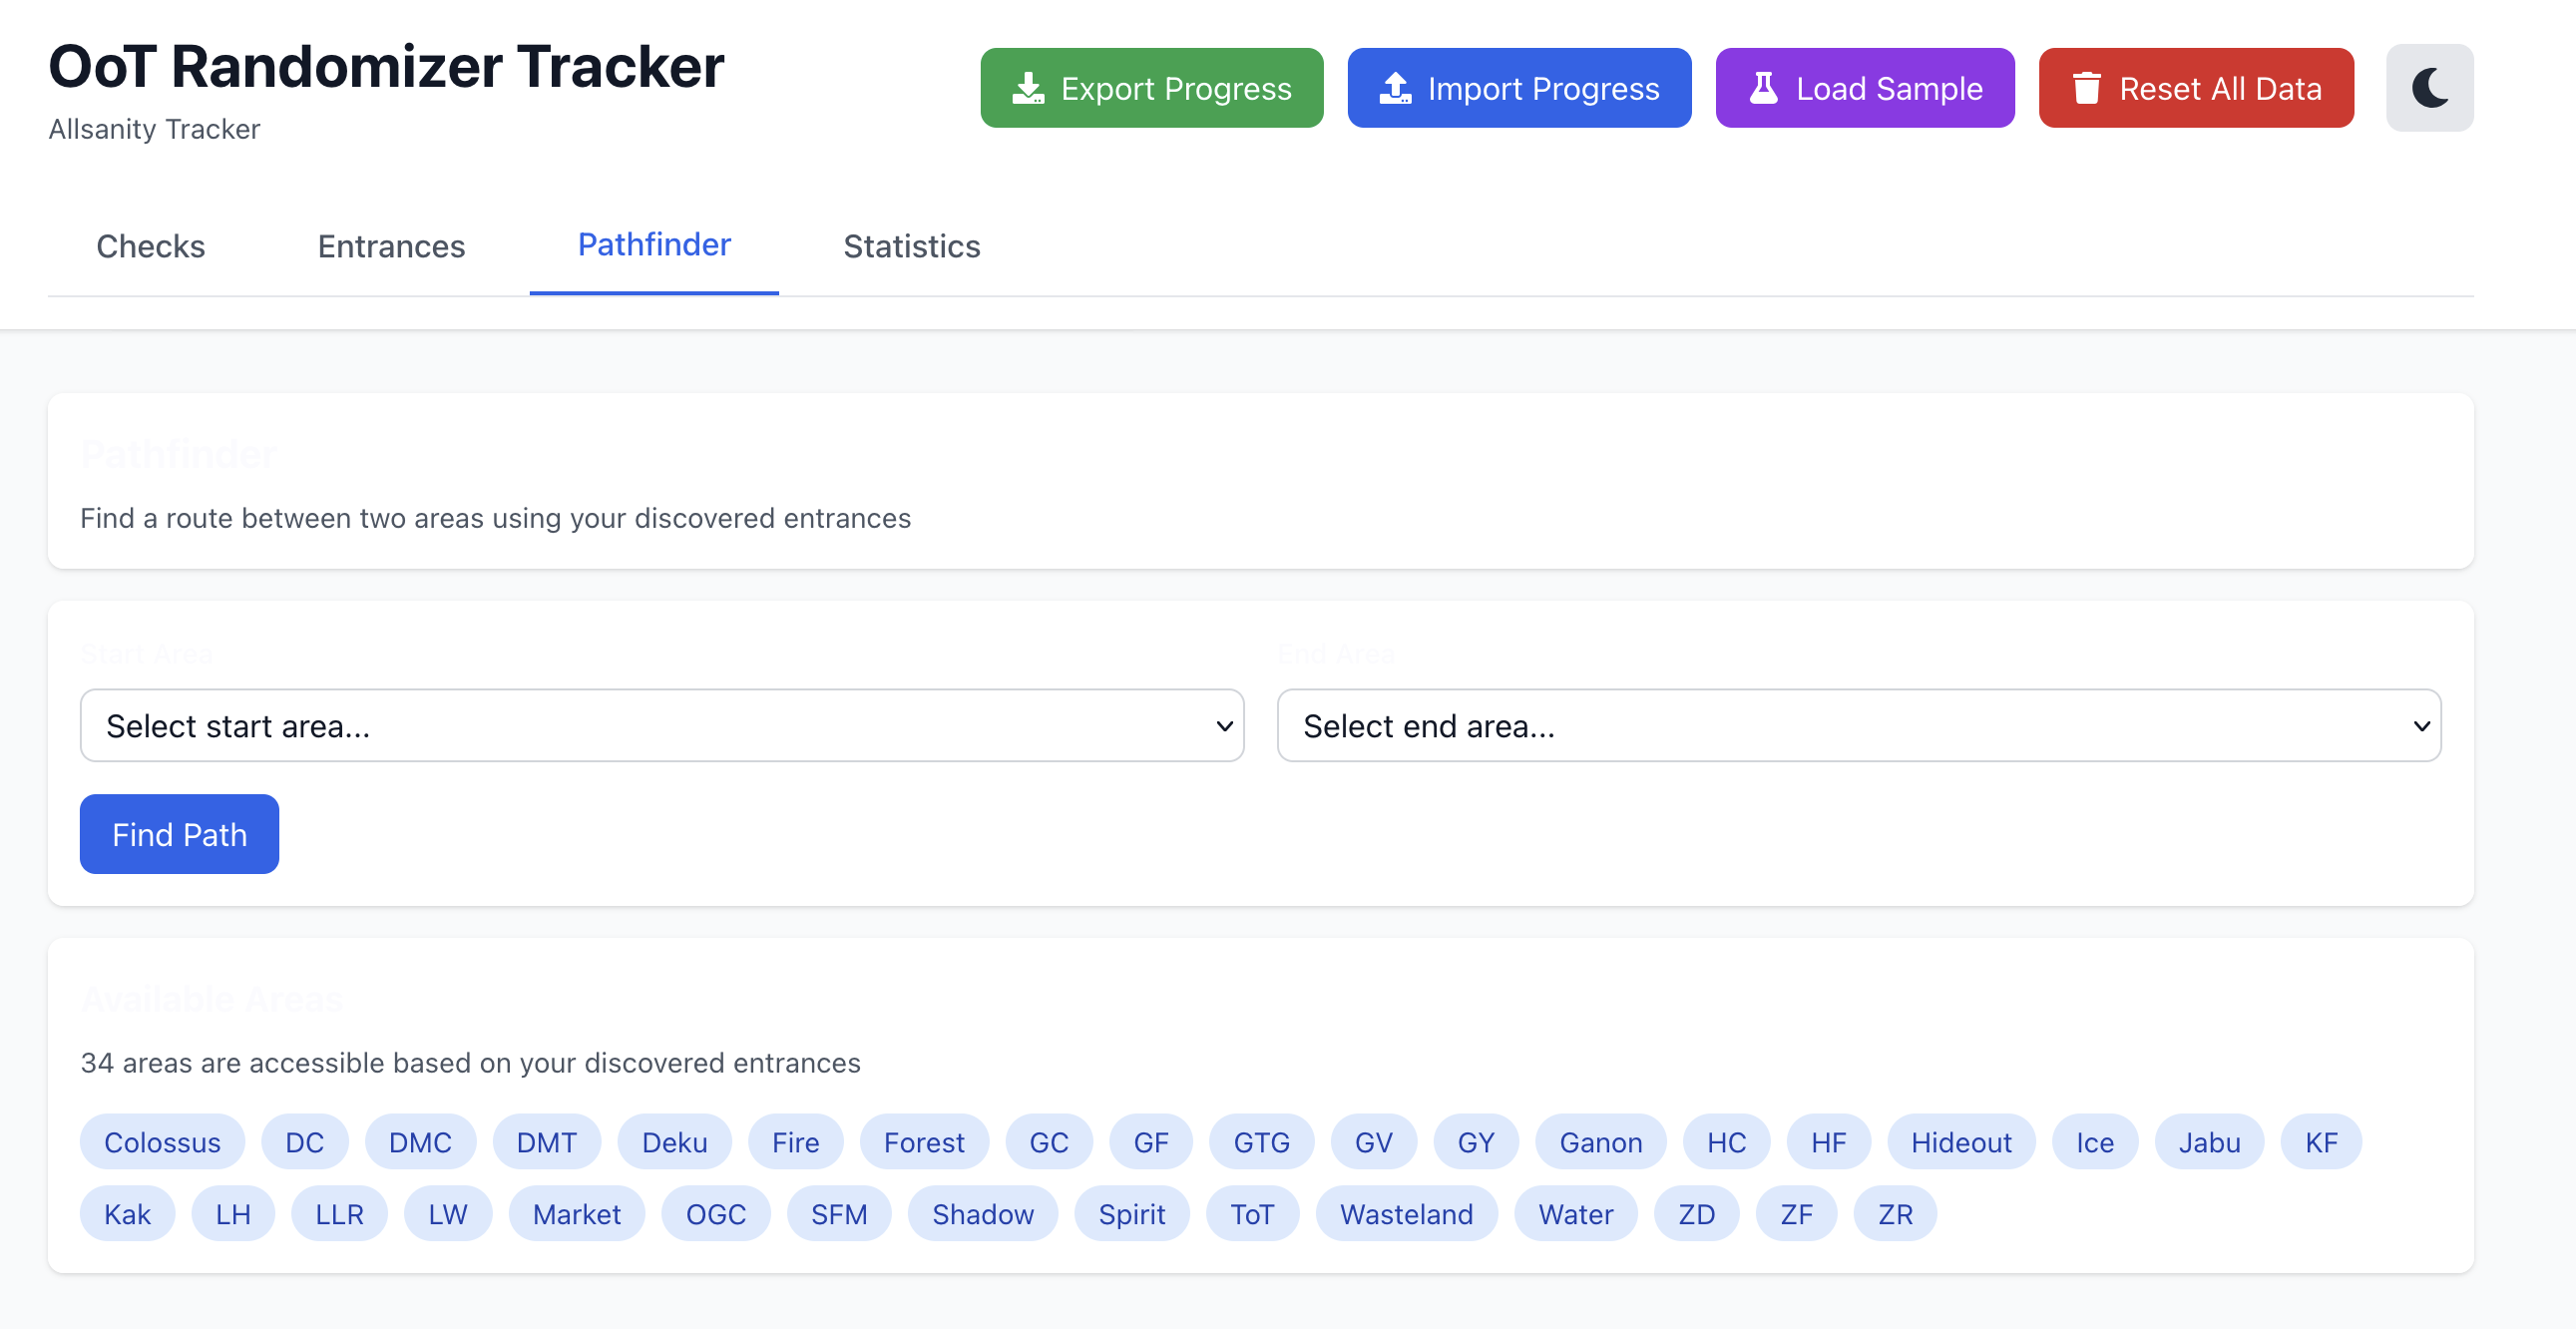 OoT Randomizer Tracker
Allsanity Tracker
Export Progress
Import Progress
Load Sample
Reset All Data
Checks
Entrances
Pathfinder
Statistics
Pathfinder
Find a route between two areas using your discovered entrances
Start Area
End Area
Select start area...
Select end area...
Find Path
Available Areas
34 areas are accessible based on your discovered entrances
Colossus DC DMC DMT Deku Fire Forest GC GF GTG GV GY Ganon HC HF Hideout Ice Jabu KF
Kak LH LLR LW Market OGC SFM Shadow Spirit ToT Wasteland Water ZD ZF ZR